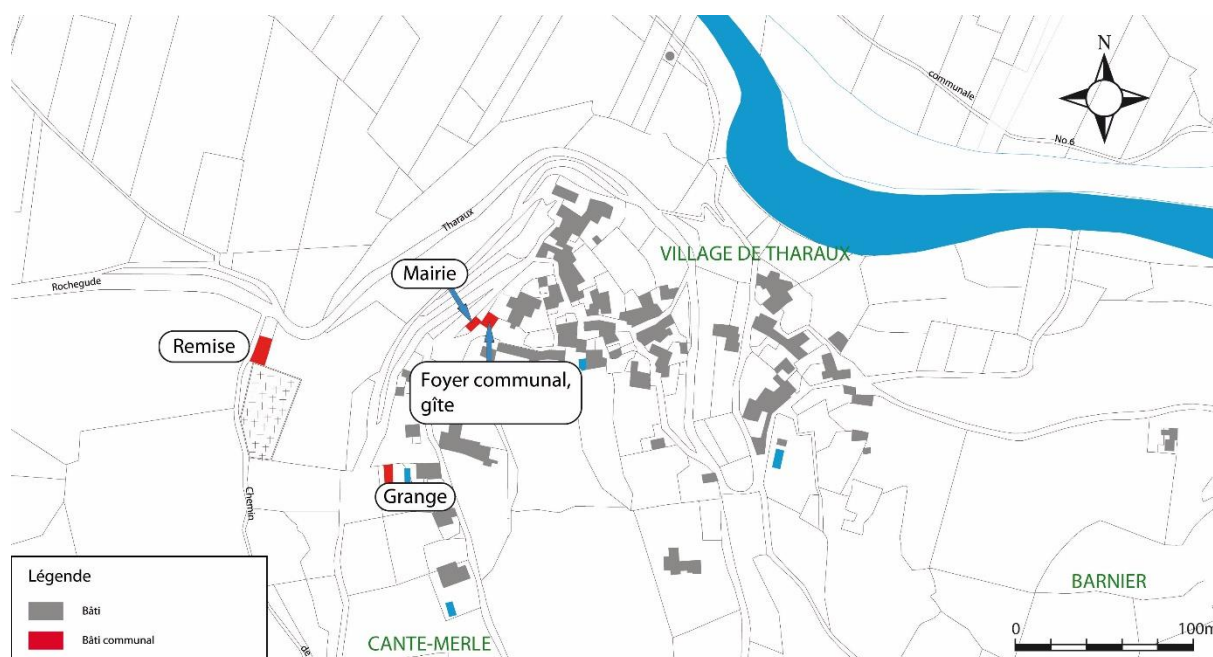 N
communale
No 6
Tharaux
VILLAGE DE THARAUX
Mairie
Rochegude
Remise
Foyer communal,
gîte
Grange
Chemin
de
Légende
Bâti
Bâti communal
CANTE-MERLE
BARNIER
0
100m